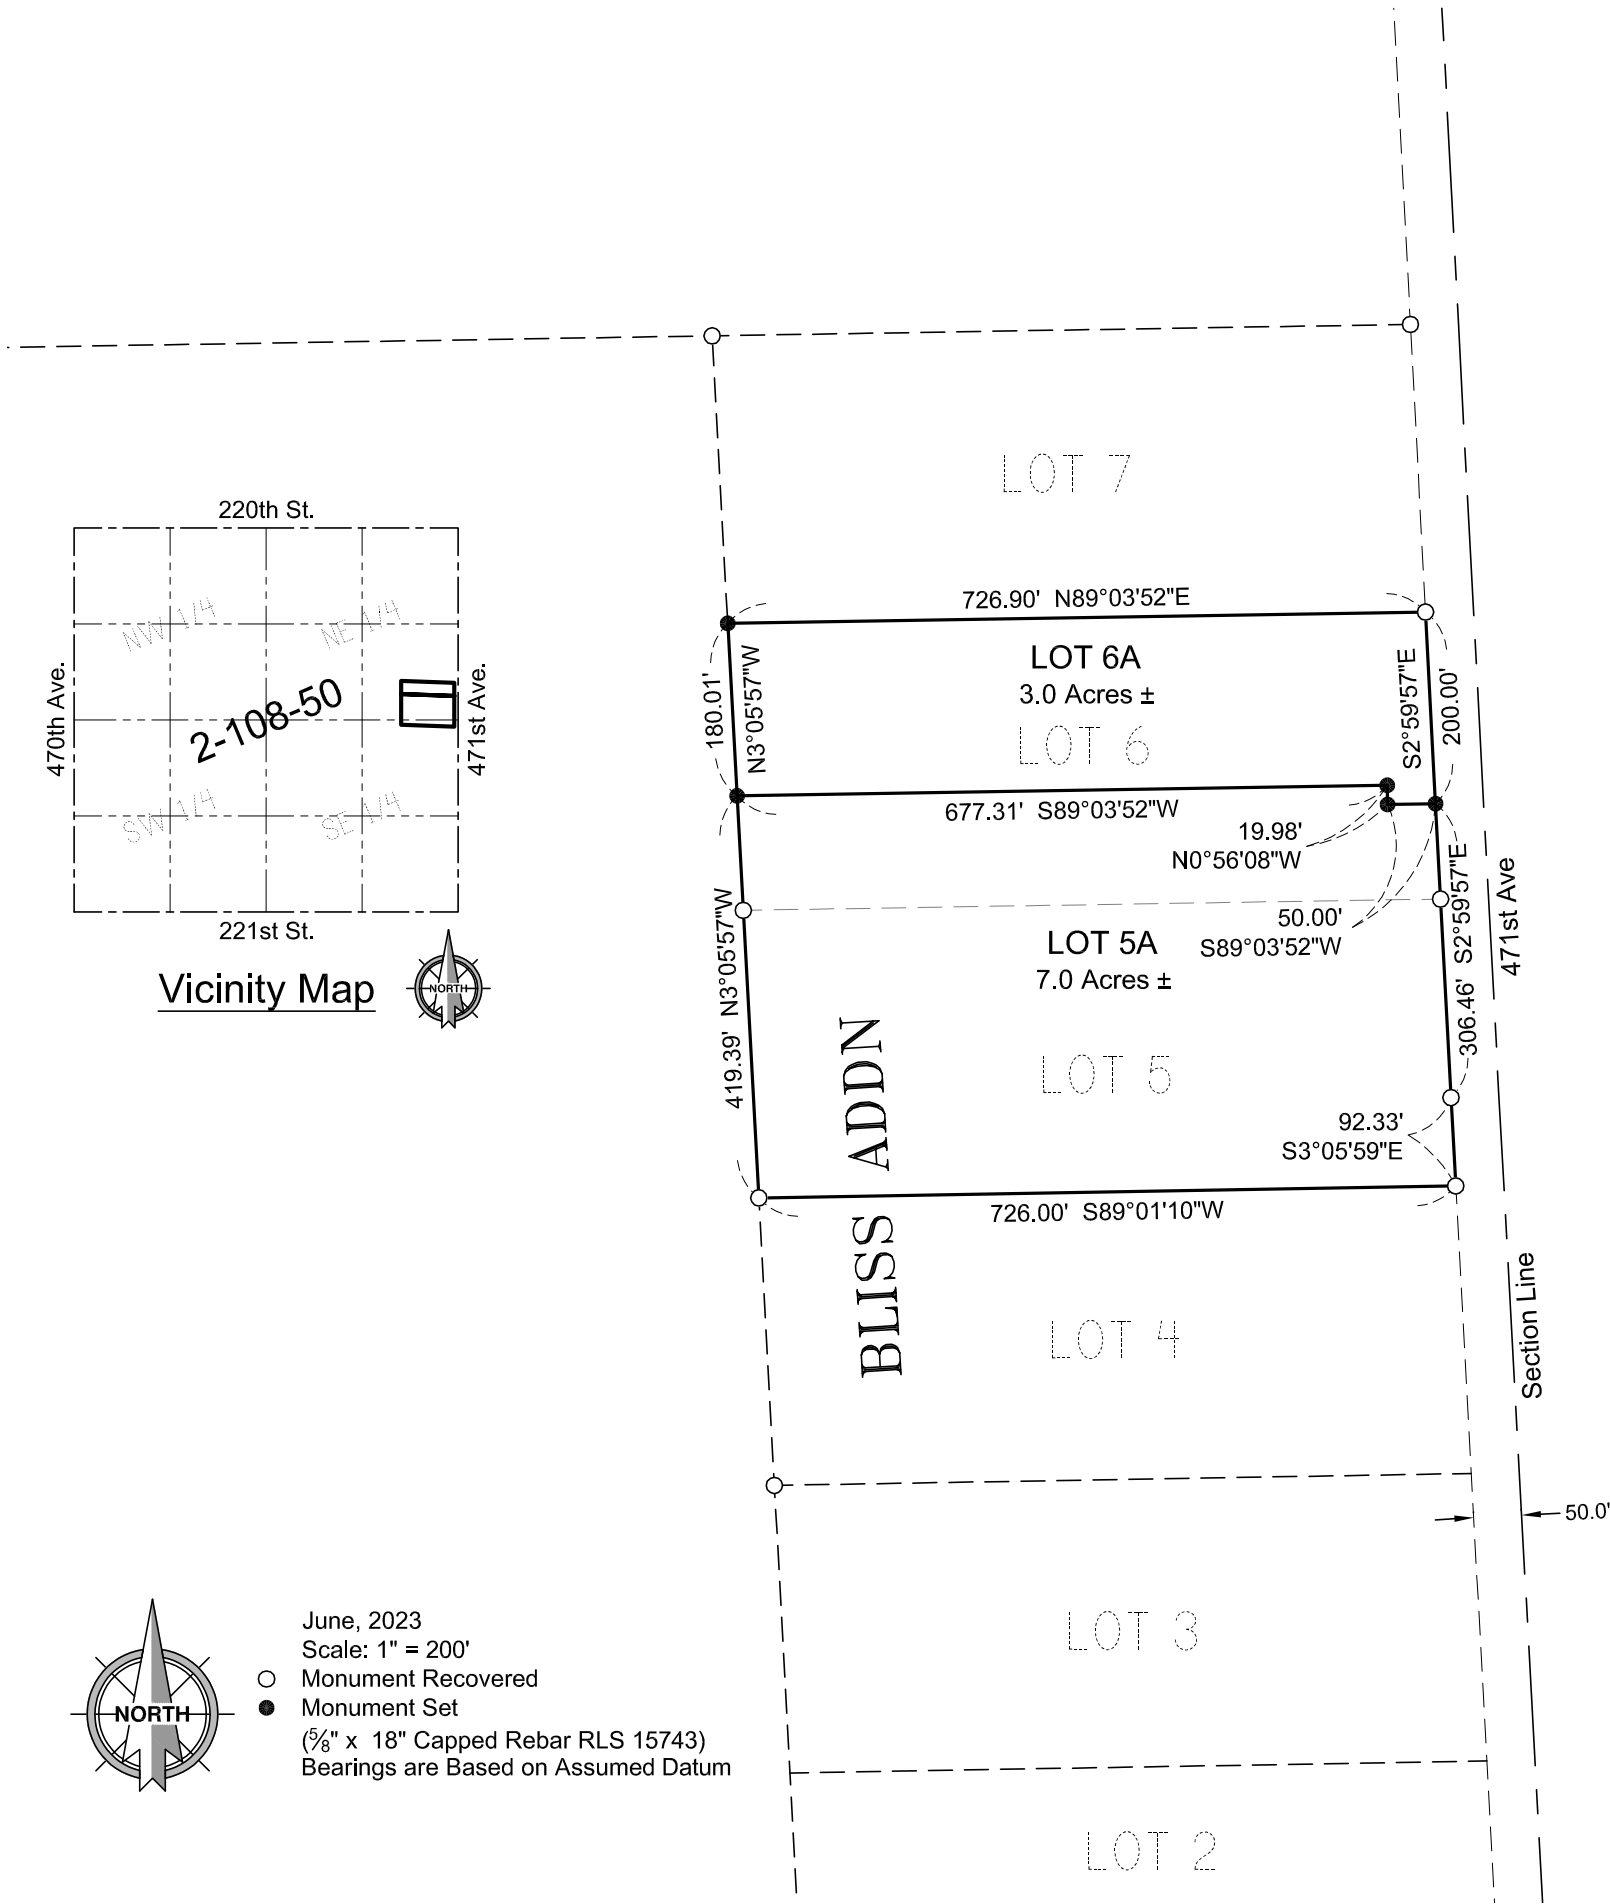 LOT 7
220th St.
NW 1/4
NE 1/4
470th Ave.
2-108-50
471st Ave.
SW 1/4
SE 1/4
221st St.
Vicinity Map
NORTH
726.90' N89°03'52"E
LOT 6A
3.0 Acres ±
LOT 6
180.01'
N3°05'57"W
S2°59'57"E
200.00'
677.31' S89°03'52"W
19.98'
N0°56'08"W
50.00'
S89°03'52"W
LOT 5A
7.0 Acres ±
419.39' N3°05'57"W
306.46' S2°59'57"E
471st Ave
LOT 5
92.33'
S3°05'59"E
726.00' S89°01'10"W
BLISS ADDN
LOT 4
Section Line
50.0'
LOT 3
LOT 2
NORTH
June, 2023
Scale: 1" = 200'
Monument Recovered
Monument Set
(⅝" x 18" Capped Rebar RLS 15743)
Bearings are Based on Assumed Datum